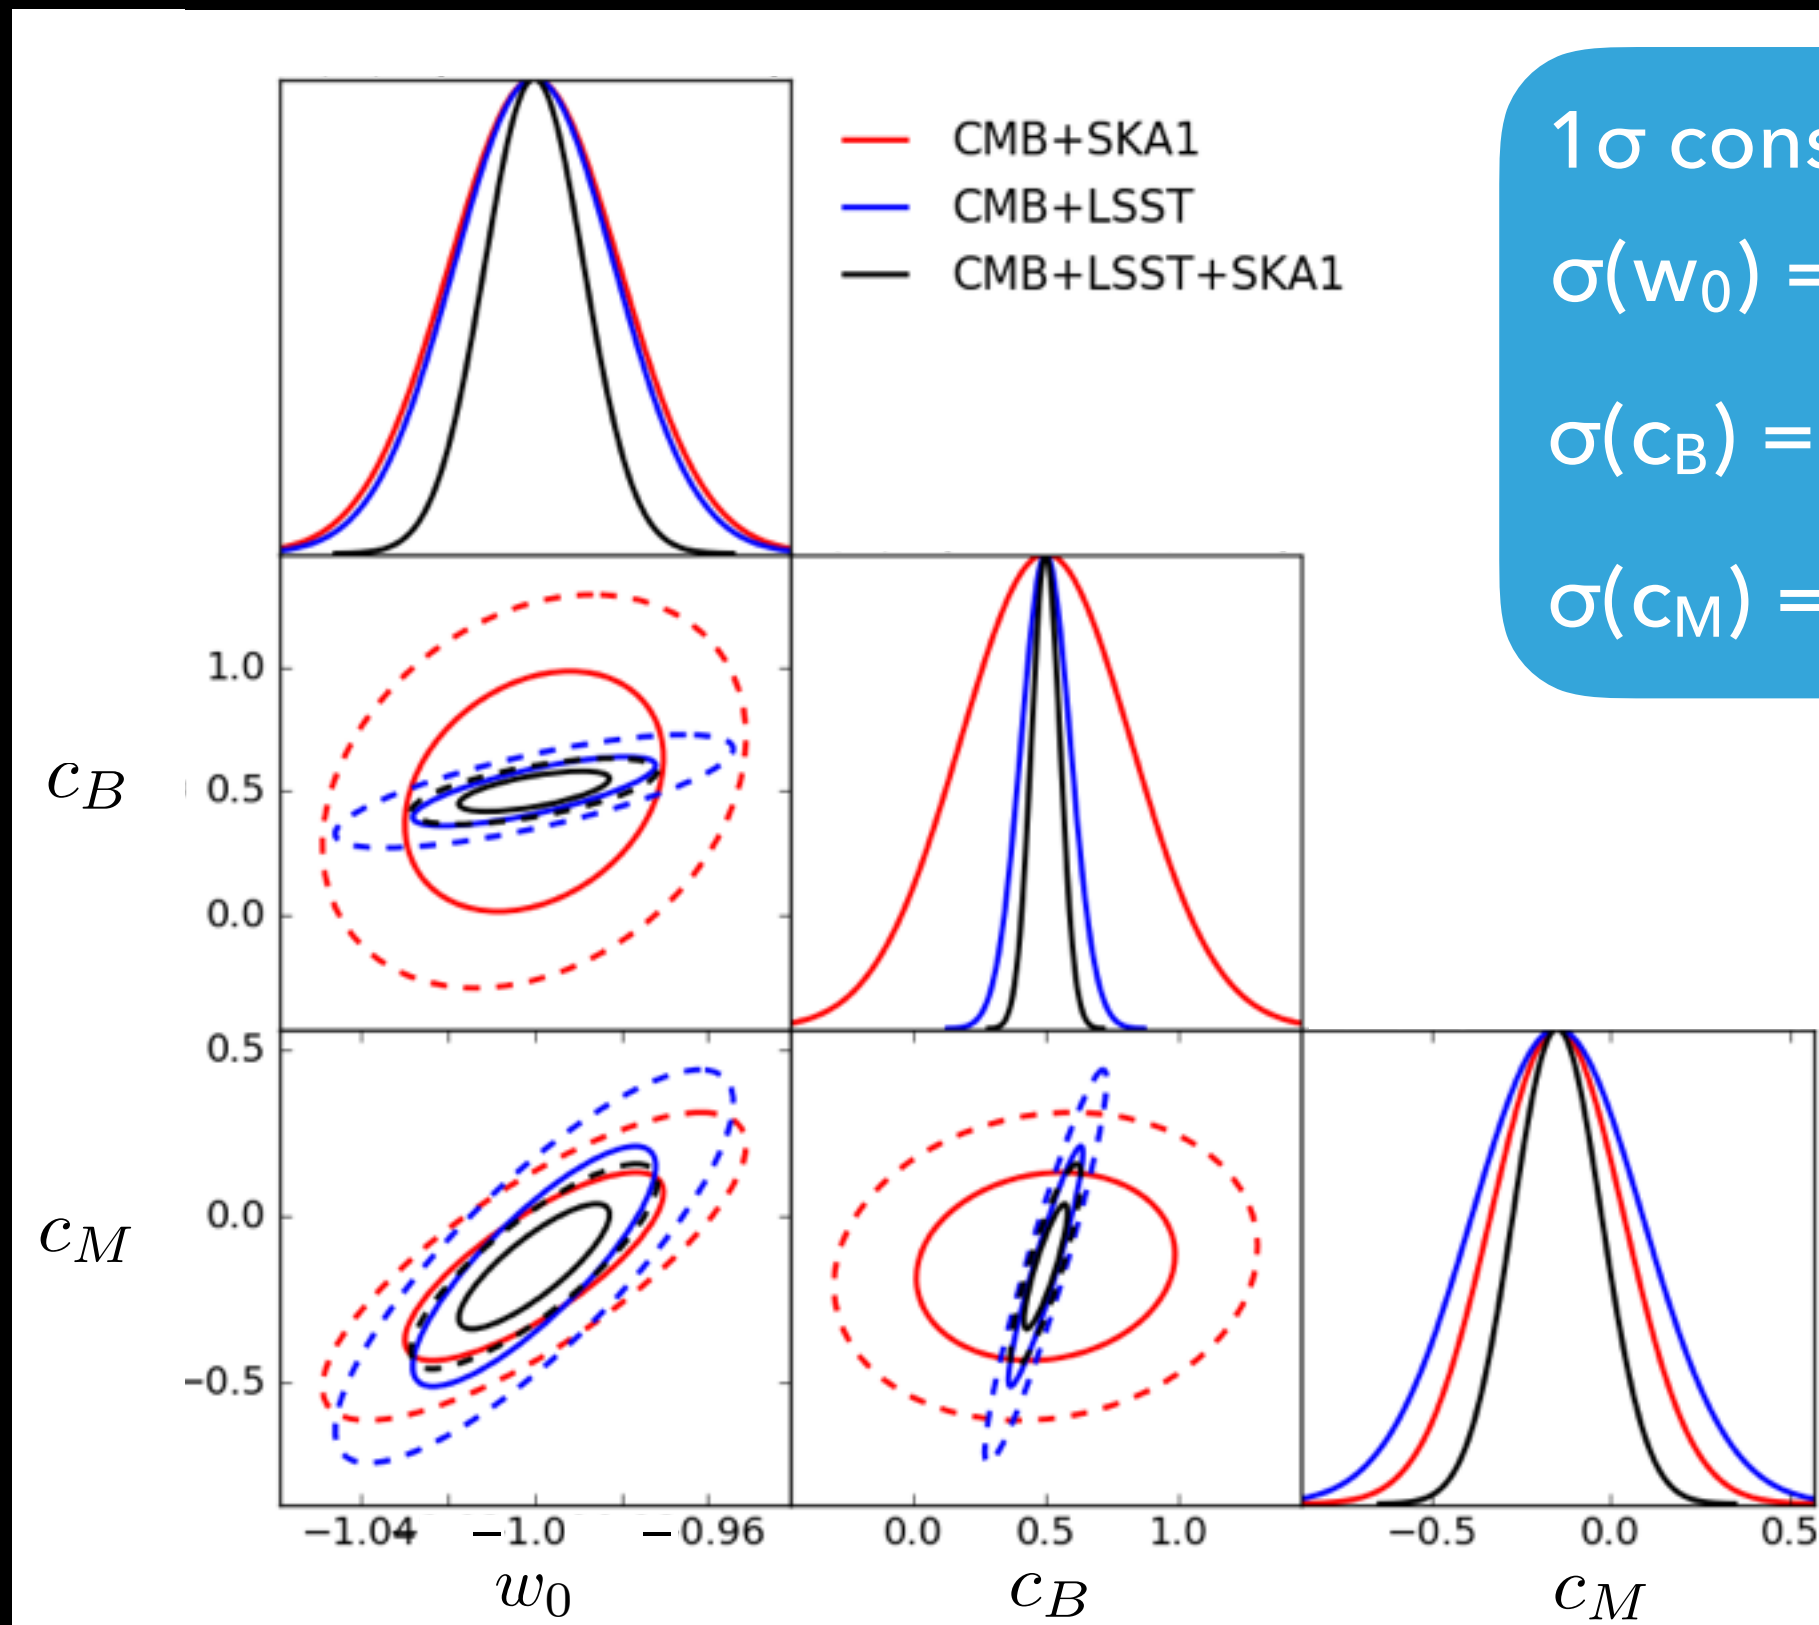 CMB+SKA1
CMB+LSST
CMB+LSST+SKA1
1σ cons
σ(w₀) =
σ(c_B) =
σ(c_M) =
1.0
c_B 0.5
0.0
0.5
c_M 0.0
−0.5
−1.04 −1.0 −0.96 0.0 0.5 1.0 −0.5 0.0 0.5
w₀ c_B c_M